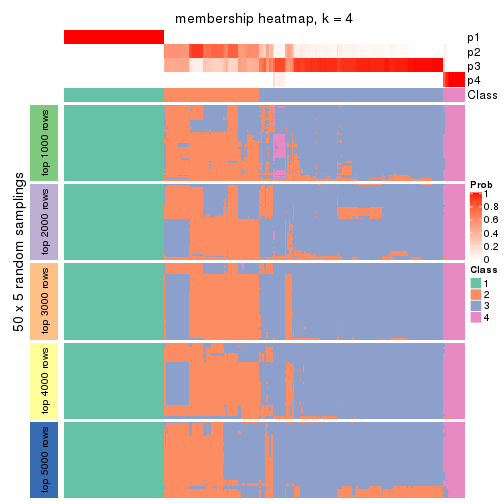 membership heatmap, k = 4
p1
p2
p3
p4
Class
50 x 5 random samplings
top 1000 rows
top 2000 rows
top 3000 rows
top 4000 rows
top 5000 rows
Prob
1
0.8
0.6
0.4
0.2
0
Class
1
2
3
4